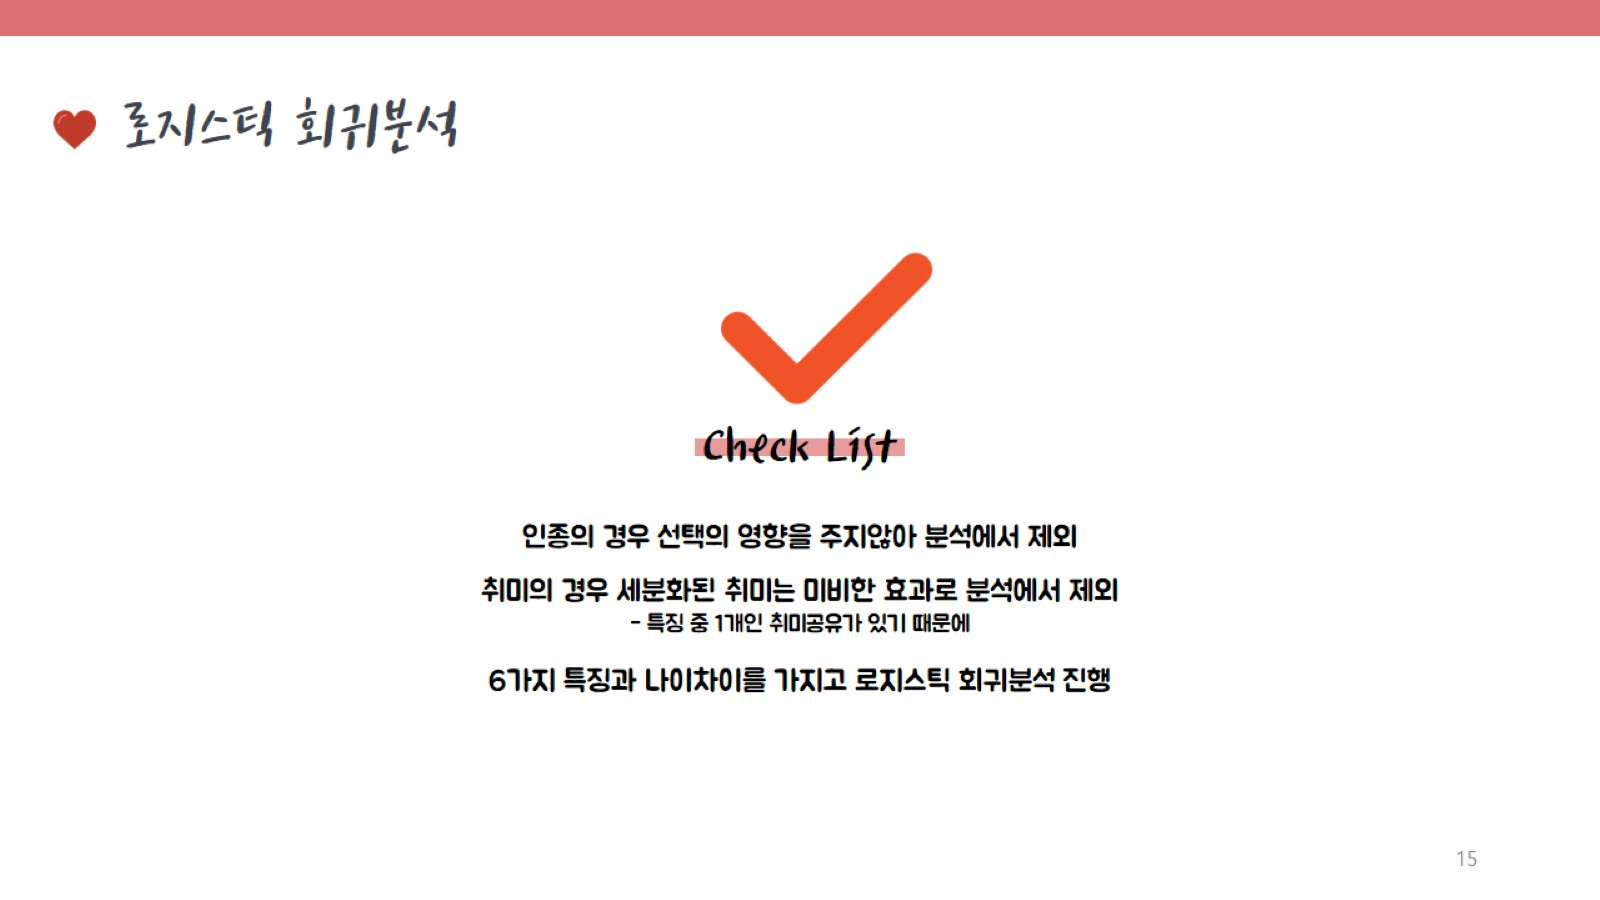 로지스틱 회귀분석
Check List
인종의 경우 선택의 영향을 주지않아 분석에서 제외
취미의 경우 세분화된 취미는 미비한 효과로 분석에서 제외
- 특징 중 1개인 취미공유가 있기 때문에
6가지 특징과 나이차이를 가지고 로지스틱 회귀분석 진행
15